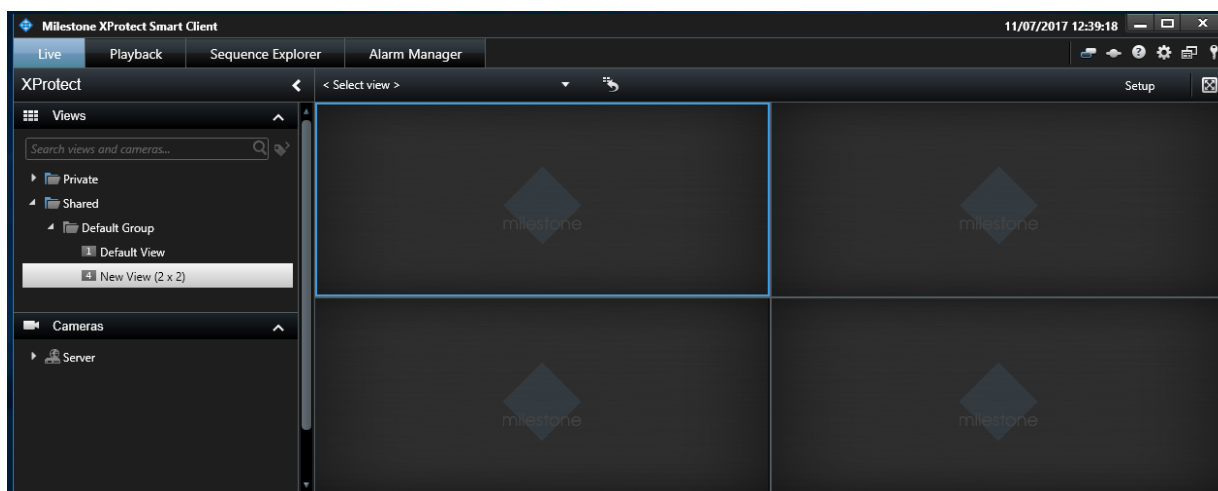 Milestone XProtect Smart Client
11/07/2017 12:39:18
Live
Playback
Sequence Explorer
Alarm Manager
XProtect
< Select view >
Setup
Views
Search views and cameras...
Private
Shared
Default Group
1 Default View
4 New View (2 x 2)
Cameras
Server
milestone
milestone
milestone
milestone